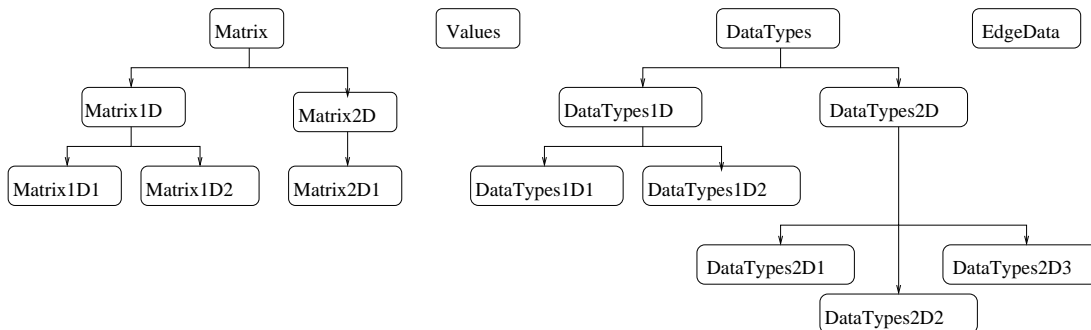 Matrix
Values
DataTypes
EdgeData
Matrix1D
Matrix2D
DataTypes1D
DataTypes2D
Matrix1D1
Matrix1D2
Matrix2D1
DataTypes1D1
DataTypes1D2
DataTypes2D1
DataTypes2D3
DataTypes2D2